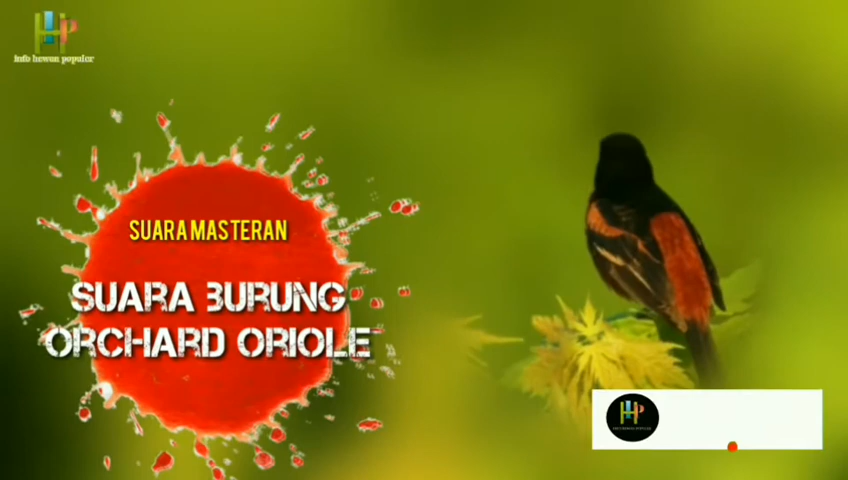 info hewan populer
SUARA MASTERAN
SUARA BURUNG
ORCHARD ORIOLE